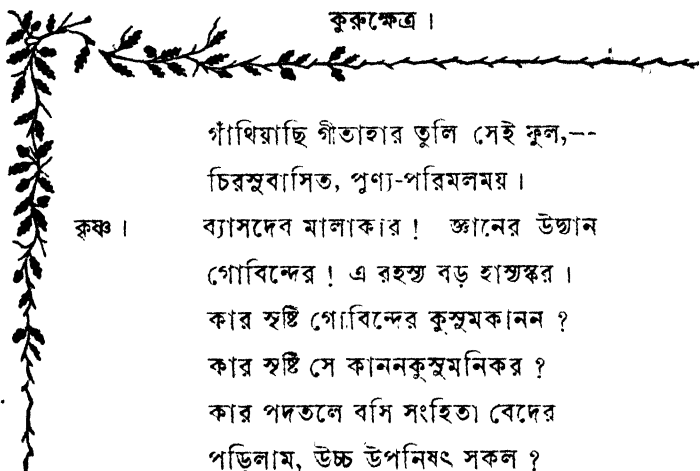 কুরুক্ষেত্র।
গাঁথিয়াছি গীতাহার তুলি সেই ফুল,--
চিরসুবাসিত, পুণ্য-পরিমলময়।
কৃষ্ণ। ব্যাসদেব মালাকার! জ্ঞানের উদ্যান
গোবিন্দের! এ রহস্য বড় হাস্যস্কর।
কার সৃষ্টি গোবিন্দের কুসুমকানন?
কার সৃষ্টি সে কাননকুসুমনিকর?
কার পদতলে বসি সংহিতা বেদের
পড়িলাম, উচ্চ উপনিষৎ সকল?